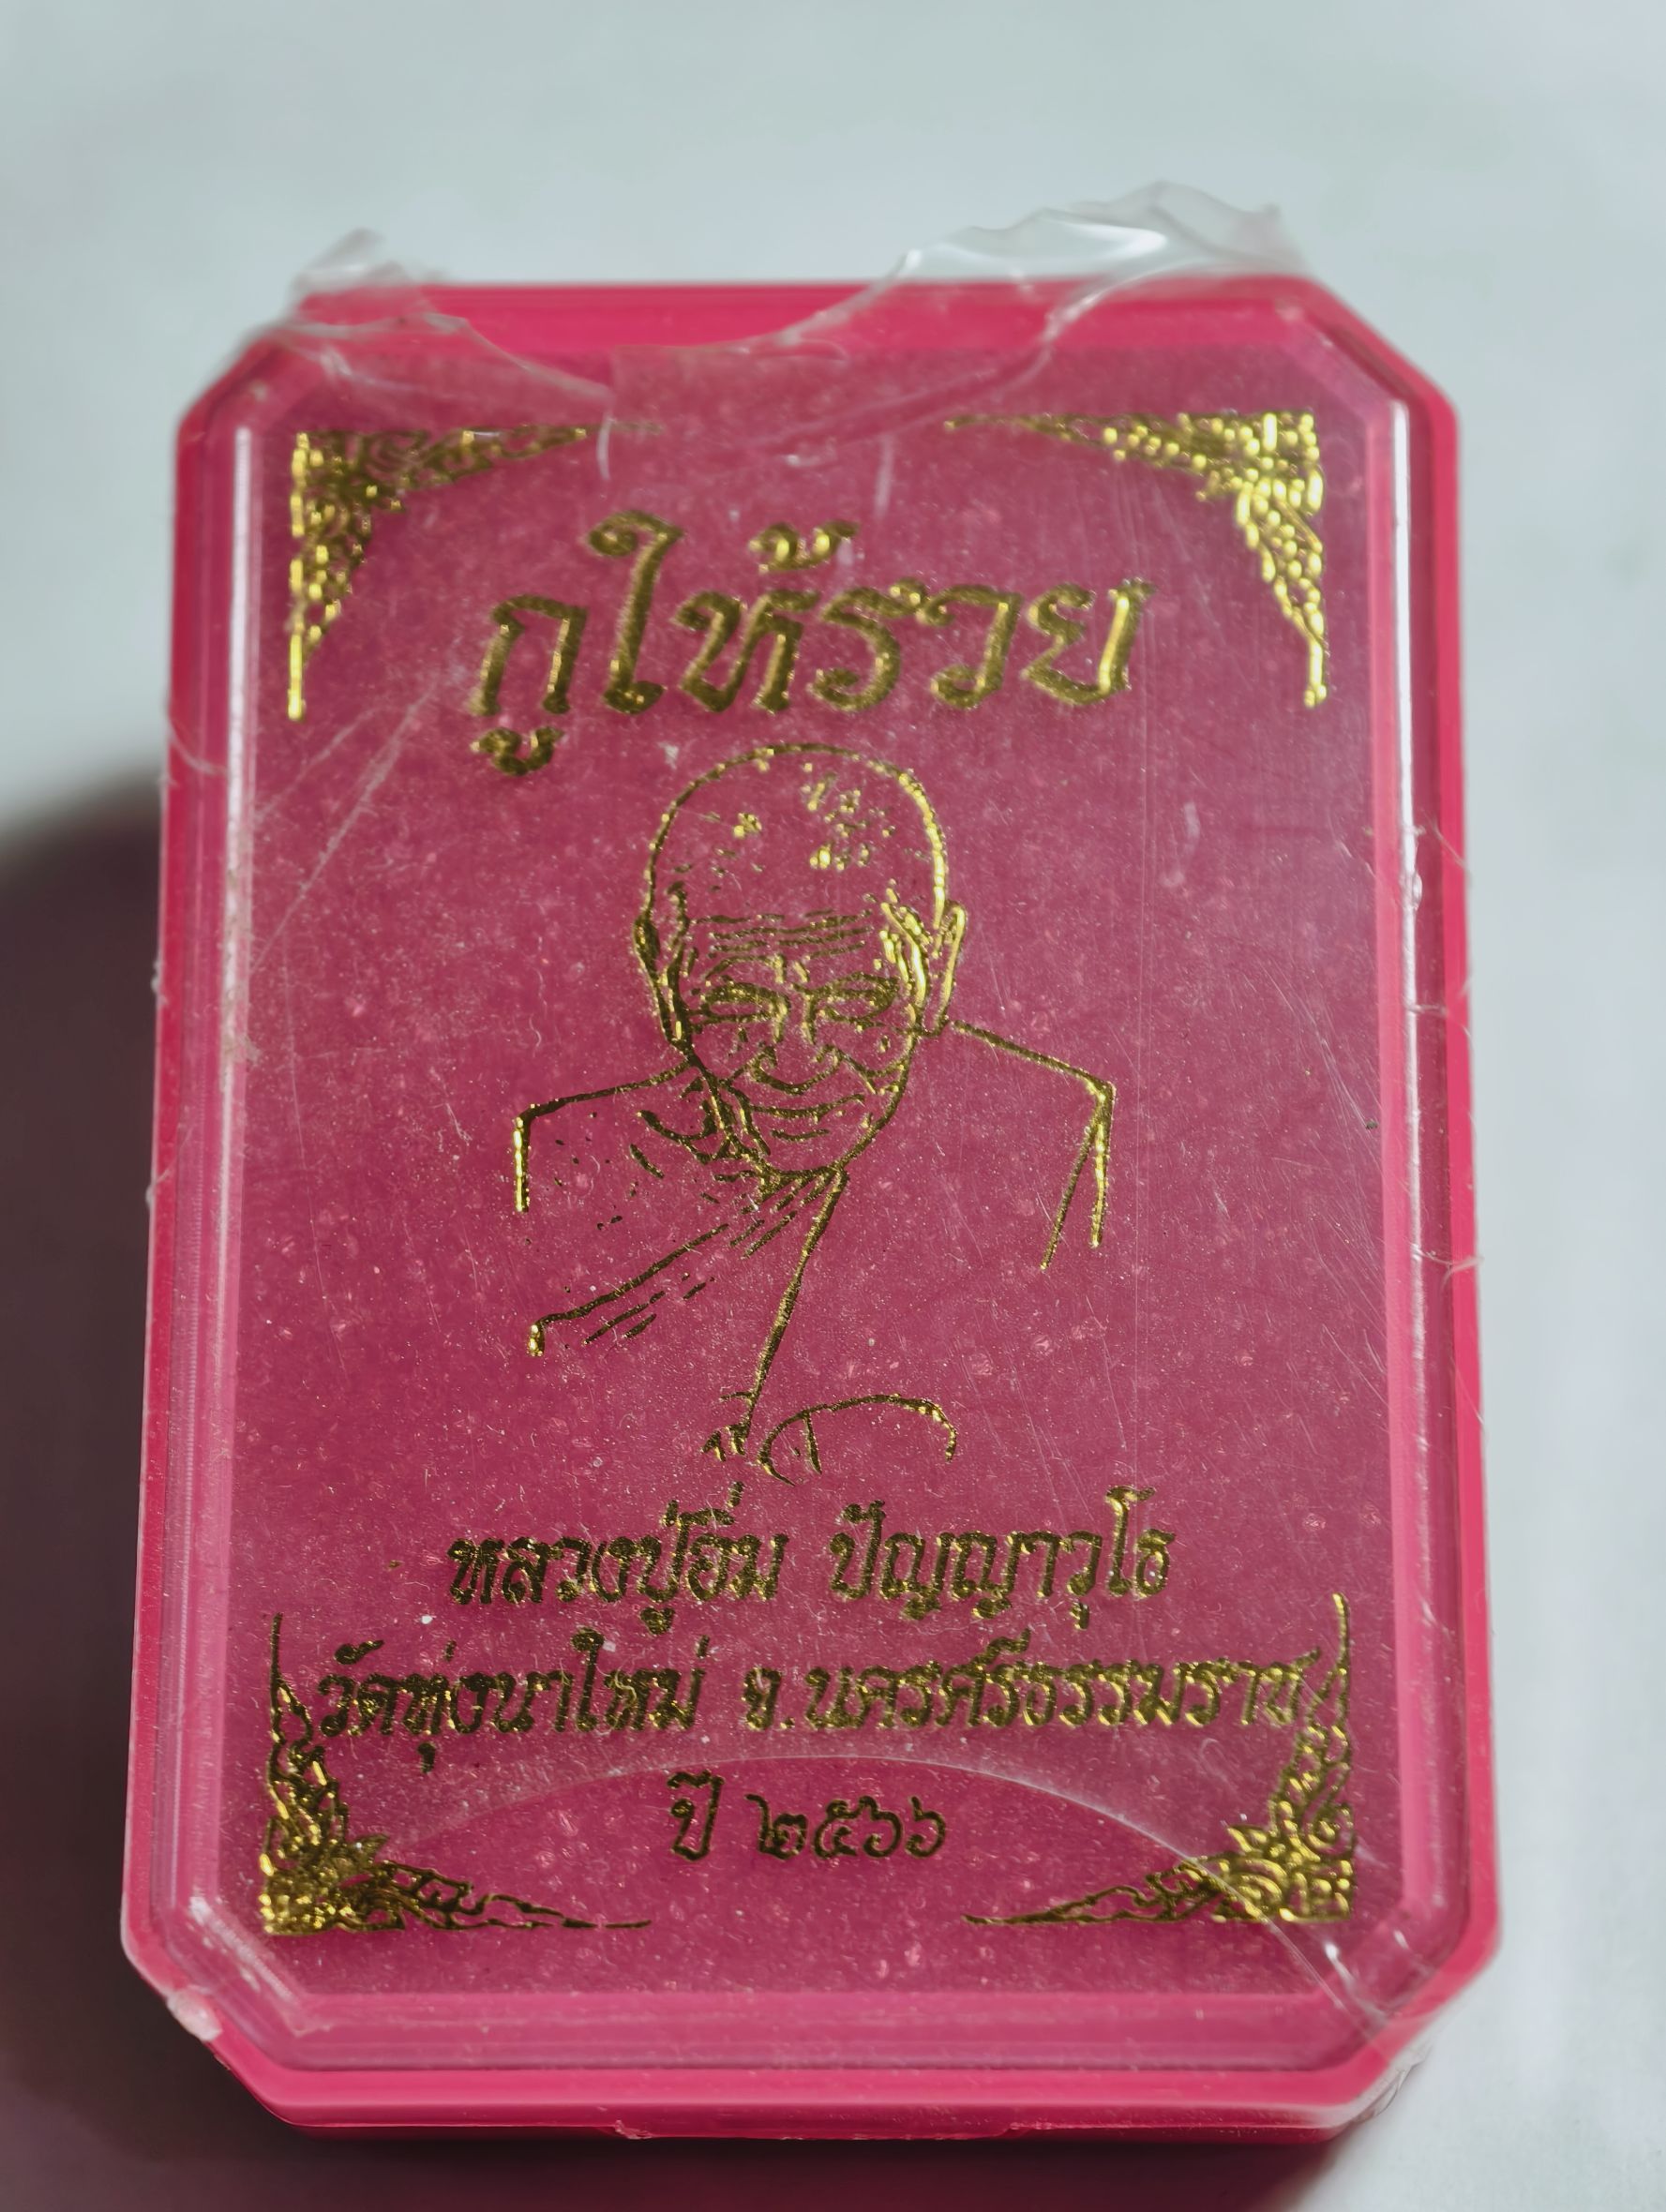 กูให้รวย
หลวงปู่อิ่ม ปัญญาวุโธ
วัดทุ่งนาใหม่ จ.นครศรีธรรมราช
ปี ๒๕๖๖